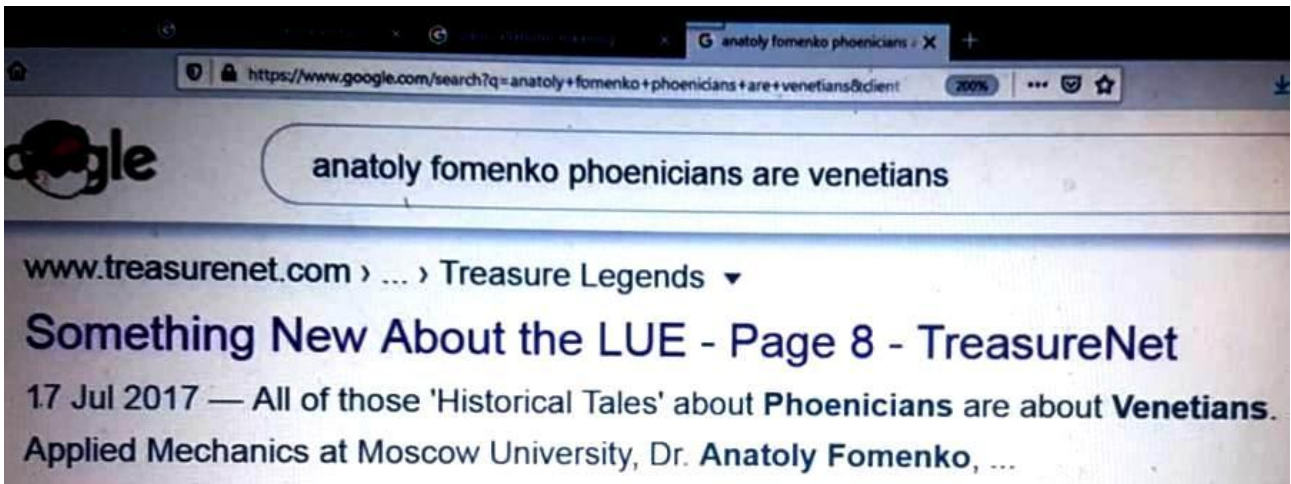 G anatoly fomenko phoenicians
https://www.google.com/search?q=anatoly+fomenko+phoenicians+are+venetians&client
200%
gle
anatoly fomenko phoenicians are venetians
www.treasurenet.com › ... › Treasure Legends
Something New About the LUE - Page 8 - TreasureNet
17 Jul 2017 — All of those 'Historical Tales' about Phoenicians are about Venetians.
Applied Mechanics at Moscow University, Dr. Anatoly Fomenko, ...